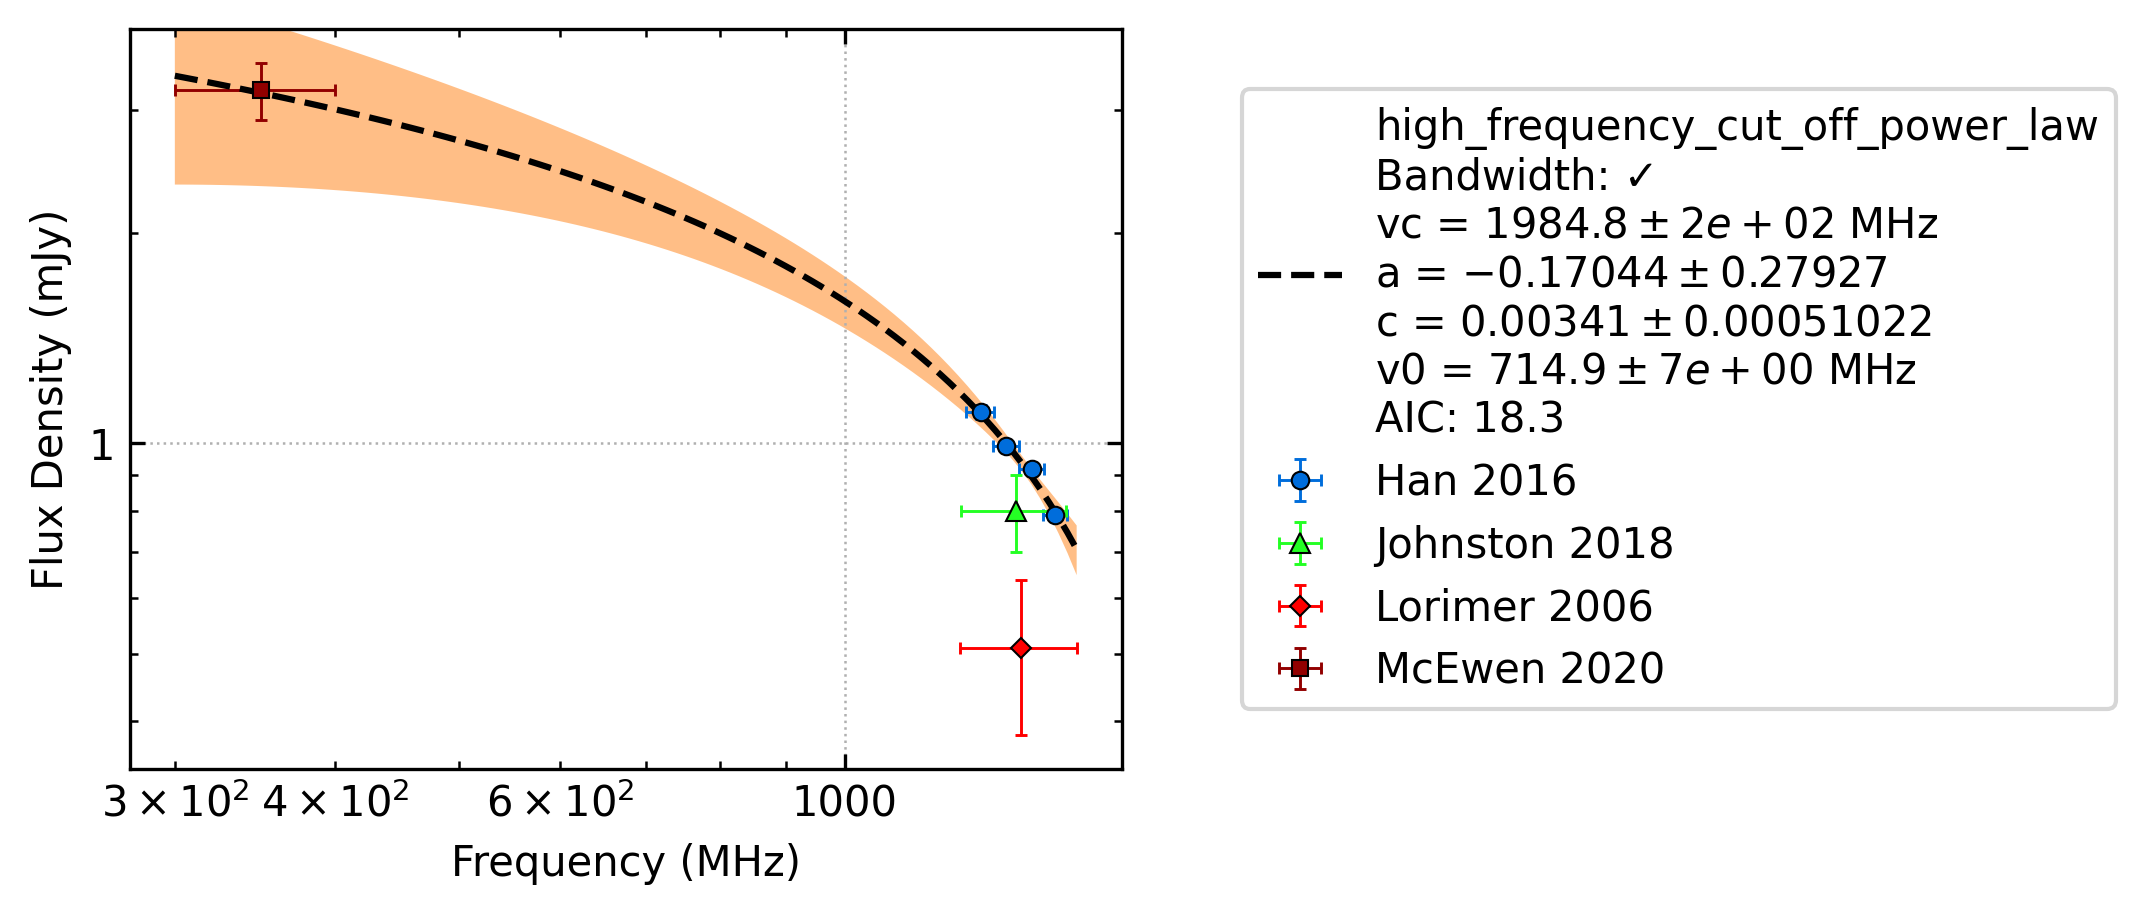 Flux Density (mJy)
1
3 × 10² 4 × 10² 6 × 10² 1000
Frequency (MHz)
high_frequency_cut_off_power_law
Bandwidth: ✓
vc = 1984.8 ± 2e + 02 MHz
a = −0.17044 ± 0.27927
c = 0.00341 ± 0.00051022
v0 = 714.9 ± 7e + 00 MHz
AIC: 18.3
Han 2016
Johnston 2018
Lorimer 2006
McEwen 2020